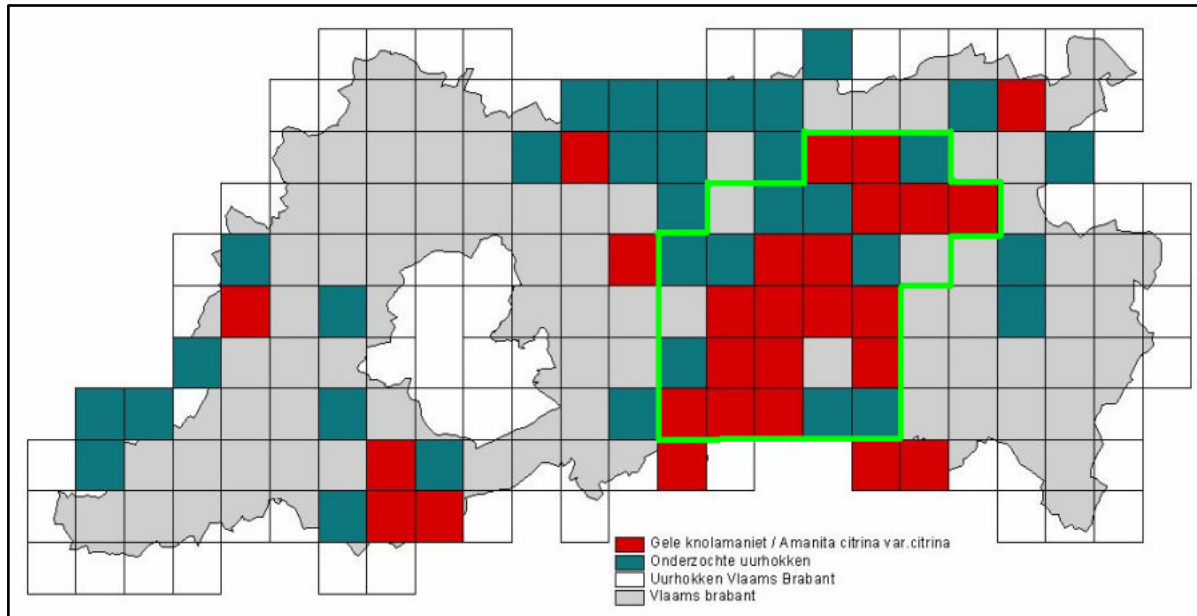 Gele knolamaniet / Amanita citrina var.citrina
Onderzochte uurhokken
Uurhokken Vlaams Brabant
Vlaams brabant